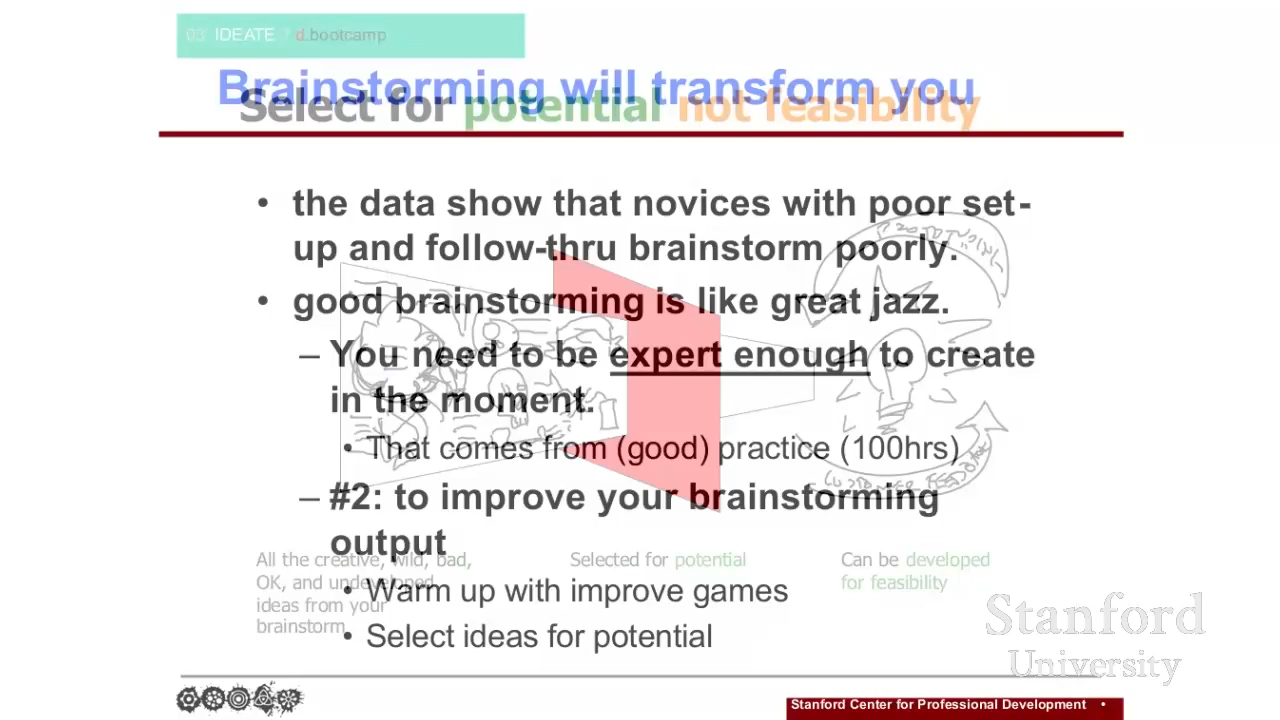 03 IDEATE / d.bootcamp
Brainstorming will transform you
Select for potential not feasibility
• the data show that novices with poor set-
up and follow-thru brainstorm poorly.
• good brainstorming is like great jazz.
– You need to be expert enough to create
in the moment.
• That comes from (good) practice (100hrs)
– #2: to improve your brainstorming
output
• Warm up with improve games
• Select ideas for potential
All the creative, wild, bad,
OK, and undeveloped
ideas from your
brainstorm
Selected for potential
Can be developed
for feasibility
CUSTOMER FEEDBACK
Stanford
University
Stanford Center for Professional Development •